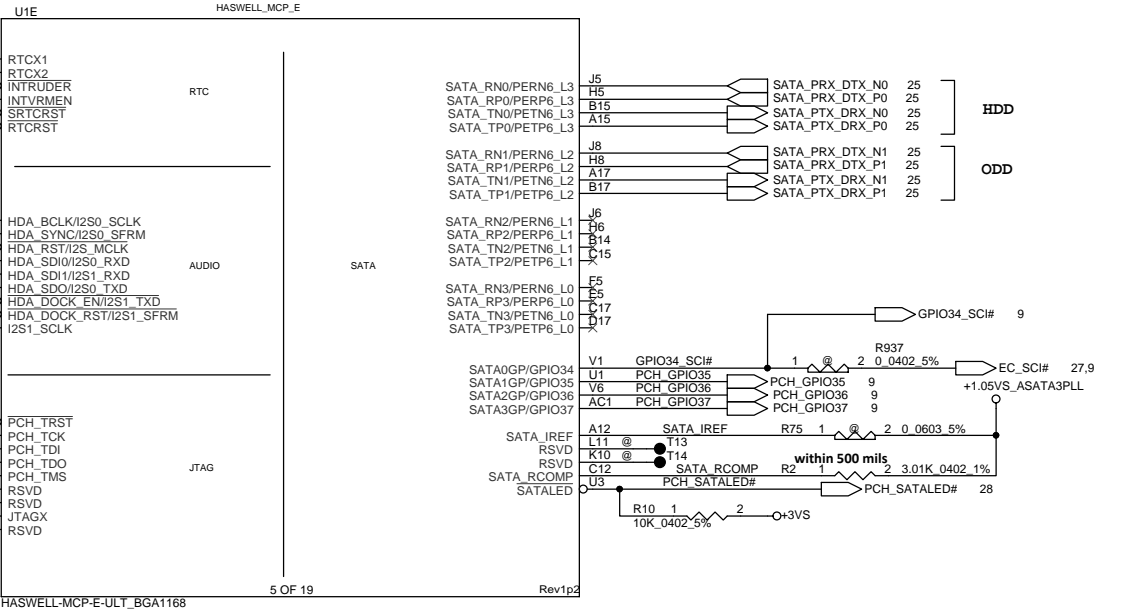 U1E
HASWELL_MCP_E
RTCX1
RTCX2
INTRUDER
INTVRMEN
SRTCRST
RTCRST
RTC
HDA_BCLK/I2S0_SCLK
HDA_SYNC/I2S0_SFRM
HDA_RST/I2S_MCLK
HDA_SDI0/I2S0_RXD
HDA_SDI1/I2S1_RXD
HDA_SDO/I2S0_TXD
HDA_DOCK_EN/I2S1_TXD
HDA_DOCK_RST/I2S1_SFRM
I2S1_SCLK
AUDIO
PCH_TRST
PCH_TCK
PCH_TDI
PCH_TDO
PCH_TMS
RSVD
RSVD
JTAGX
RSVD
JTAG
SATA
SATA_RN0/PERN6_L3 J5 SATA_PRX_DTX_N0 25
SATA_RP0/PERP6_L3 H5 SATA_PRX_DTX_P0 25
SATA_TN0/PETN6_L3 B15 SATA_PTX_DRX_N0 25
SATA_TP0/PETP6_L3 A15 SATA_PTX_DRX_P0 25
HDD
SATA_RN1/PERN6_L2 J8 SATA_PRX_DTX_N1 25
SATA_RP1/PERP6_L2 H8 SATA_PRX_DTX_P1 25
SATA_TN1/PETN6_L2 A17 SATA_PTX_DRX_N1 25
SATA_TP1/PETP6_L2 B17 SATA_PTX_DRX_P1 25
ODD
SATA_RN2/PERN6_L1 J6
SATA_RP2/PERP6_L1 H6
SATA_TN2/PETN6_L1 B14
SATA_TP2/PETP6_L1 C15
SATA_RN3/PERN6_L0 F5
SATA_RP3/PERP6_L0 E5
SATA_TN3/PETN6_L0 C17
SATA_TP3/PETP6_L0 D17
GPIO34_SCI# 9
SATA0GP/GPIO34 V1 GPIO34_SCI# 1 @ 2 R937 0_0402_5% EC_SCI# 27,9
SATA1GP/GPIO35 U1 PCH_GPIO35 PCH_GPIO35 9
SATA2GP/GPIO36 V6 PCH_GPIO36 PCH_GPIO36 9
SATA3GP/GPIO37 AC1 PCH_GPIO37 PCH_GPIO37 9
+1.05VS_ASATA3PLL
SATA_IREF A12 SATA_IREF R75 1 @ 2 0_0603_5%
RSVD L11 @ T13
RSVD K10 @ T14
within 500 mils
SATA_RCOMP C12 SATA_RCOMP R2 1 2 3.01K_0402_1%
SATALED U3 PCH_SATALED# PCH_SATALED# 28
R10 1 2 +3VS
10K_0402_5%
5 OF 19
Rev1p2
HASWELL-MCP-E-ULT_BGA1168